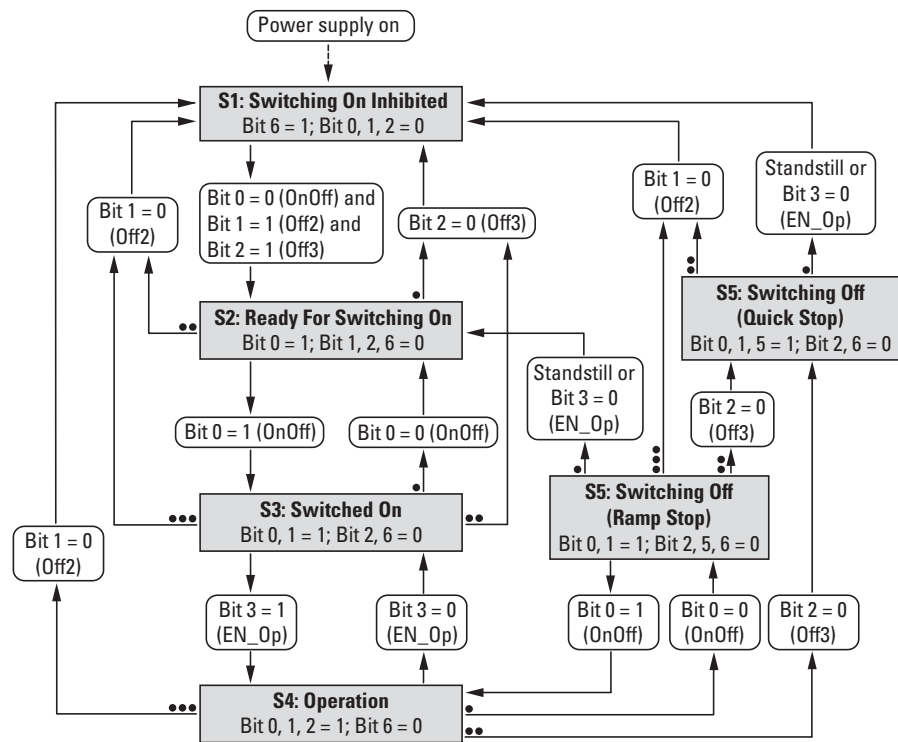 Power supply on
S1: Switching On Inhibited
Bit 6 = 1; Bit 0, 1, 2 = 0
Bit 1 = 0
(Off2)
Bit 0 = 0 (OnOff) and
Bit 1 = 1 (Off2) and
Bit 2 = 1 (Off3)
Bit 2 = 0 (Off3)
Bit 1 = 0
(Off2)
Standstill or
Bit 3 = 0
(EN_Op)
S2: Ready For Switching On
Bit 0 = 1; Bit 1, 2, 6 = 0
S5: Switching Off
(Quick Stop)
Bit 0, 1, 5 = 1; Bit 2, 6 = 0
Standstill or
Bit 3 = 0
(EN_Op)
Bit 2 = 0
(Off3)
Bit 0 = 1 (OnOff)
Bit 0 = 0 (OnOff)
S3: Switched On
Bit 0, 1 = 1; Bit 2, 6 = 0
S5: Switching Off
(Ramp Stop)
Bit 0, 1 = 1; Bit 2, 5, 6 = 0
Bit 1 = 0
(Off2)
Bit 3 = 1
(EN_Op)
Bit 3 = 0
(EN_Op)
Bit 0 = 1
(OnOff)
Bit 0 = 0
(OnOff)
Bit 2 = 0
(Off3)
S4: Operation
Bit 0, 1, 2 = 1; Bit 6 = 0